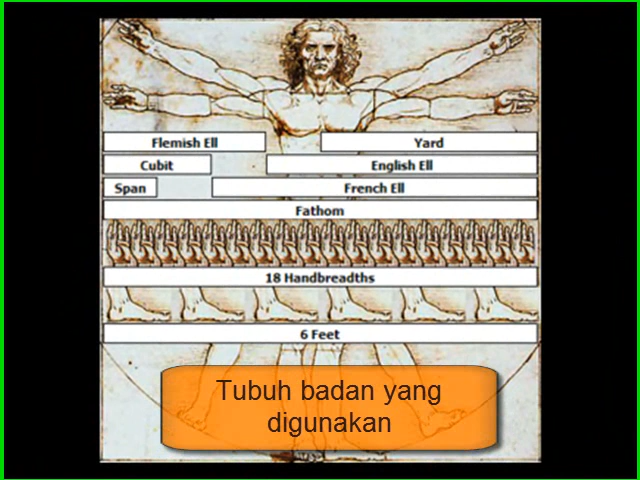 Flemish Ell Yard
Cubit English Ell
Span French Ell
Fathom
18 Handbreadths
6 Feet
Tubuh badan yang
digunakan